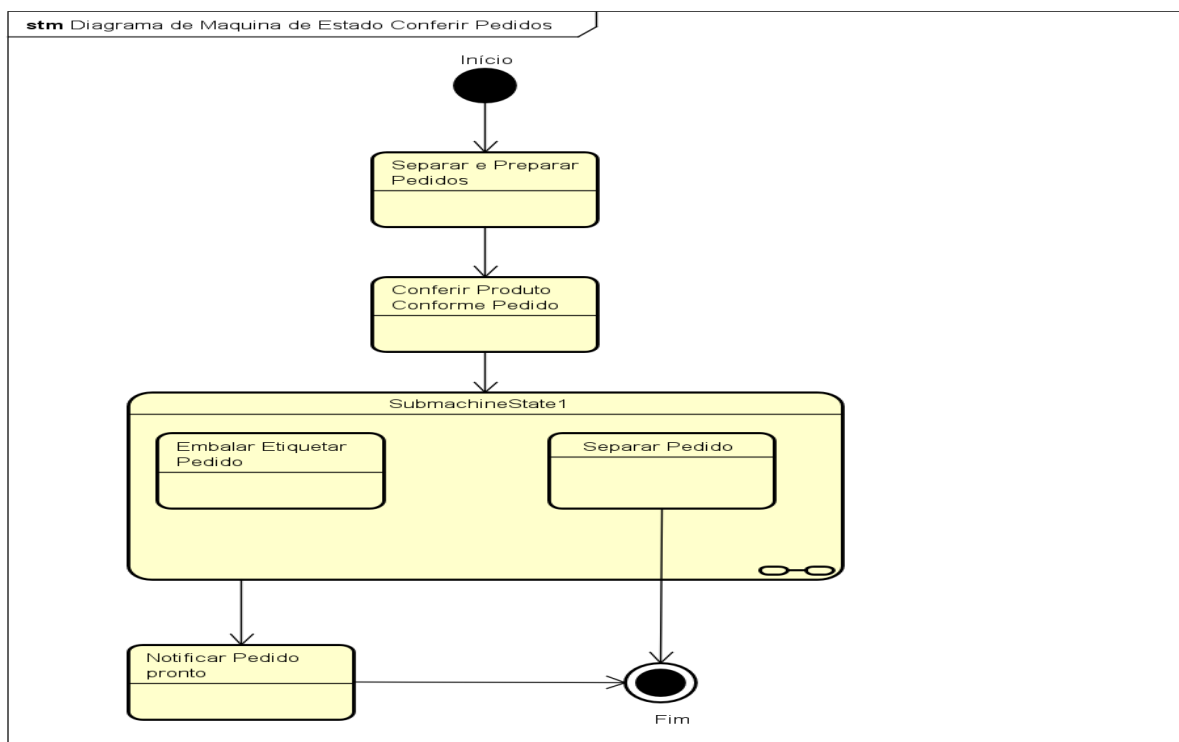 stm Diagrama de Maquina de Estado Conferir Pedidos
Início
Separar e Preparar
Pedidos
Conferir Produto
Conforme Pedido
SubmachineState1
Embalar Etiquetar
Pedido
Separar Pedido
Notificar Pedido
pronto
Fim